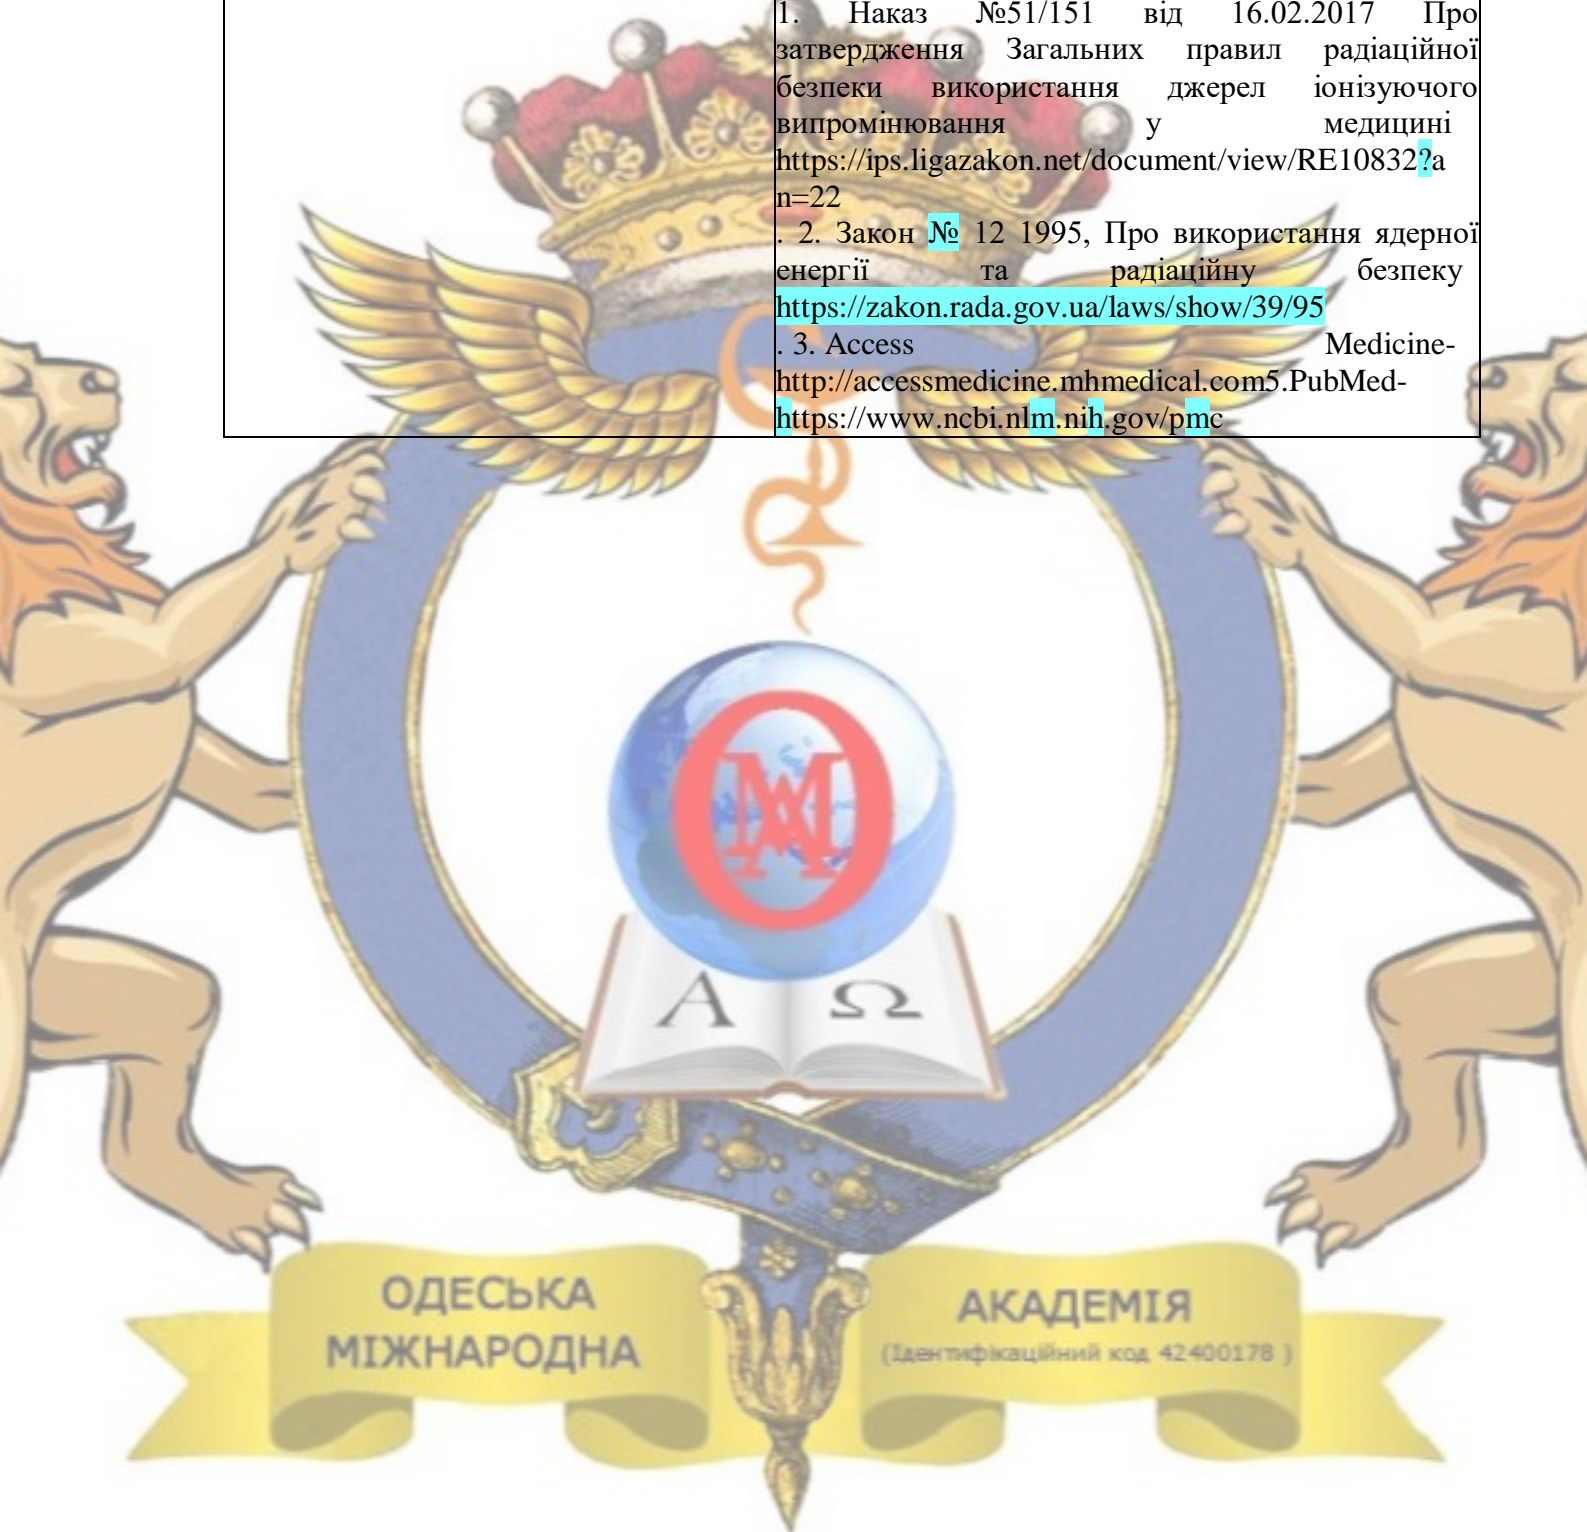 1. Наказ №51/151 від 16.02.2017 Про
затвердження Загальних правил радіаційної
безпеки використання джерел іонізуючого
випромінювання у медицині
https://ips.ligazakon.net/document/view/RE10832?a
n=22
. 2. Закон № 12 1995, Про використання ядерної
енергії та радіаційну безпеку
https://zakon.rada.gov.ua/laws/show/39/95
. 3. Access Medicine-
http://accessmedicine.mhmedical.com5.PubMed-
https://www.ncbi.nlm.nih.gov/pmc
ОМА
Α Ω
ОДЕСЬКА
МІЖНАРОДНА
АКАДЕМІЯ
(Ідентифікаційний код 42400178 )